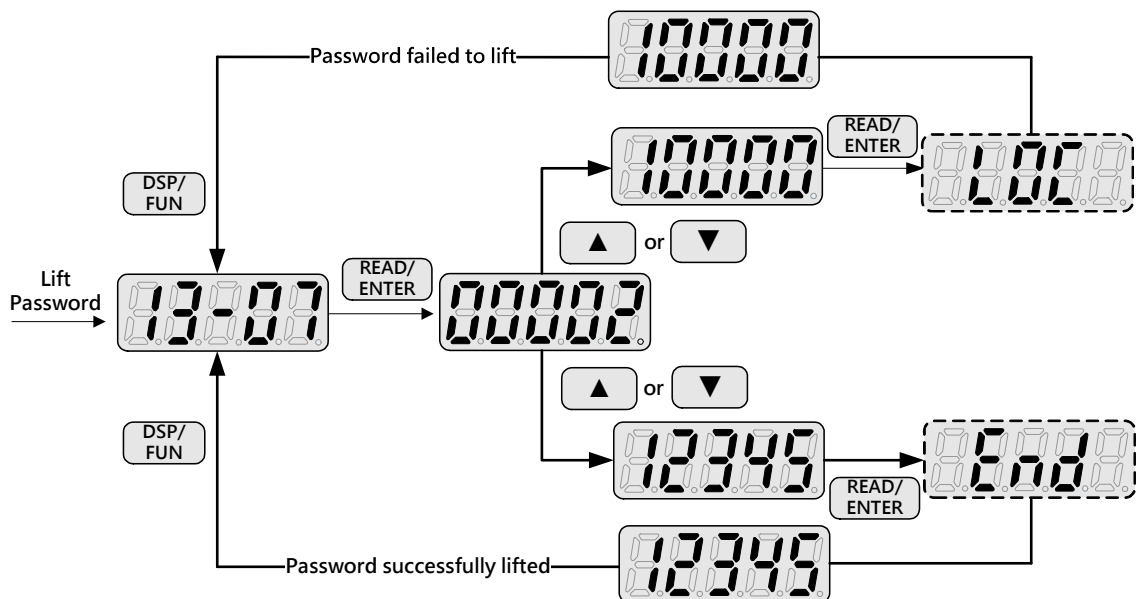 10000
Password failed to lift
10000
READ/
ENTER
LOC
DSP/
FUN
▲ or ▼
Lift
Password
13-07
READ/
ENTER
00002
▲ or ▼
DSP/
FUN
12345
End
READ/
ENTER
Password successfully lifted
12345